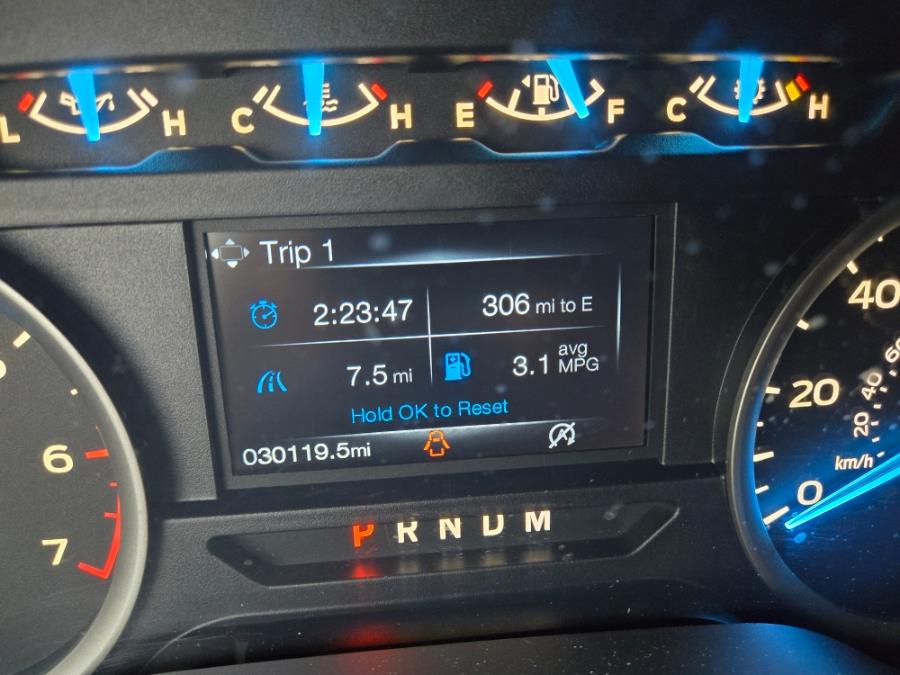 L H C H E F C H
Trip 1
2:23:47 306 mi to E
7.5 mi 3.1 avg MPG
Hold OK to Reset
030119.5mi
P R N D M
6
7
40
20
0
60
40
20
km/h